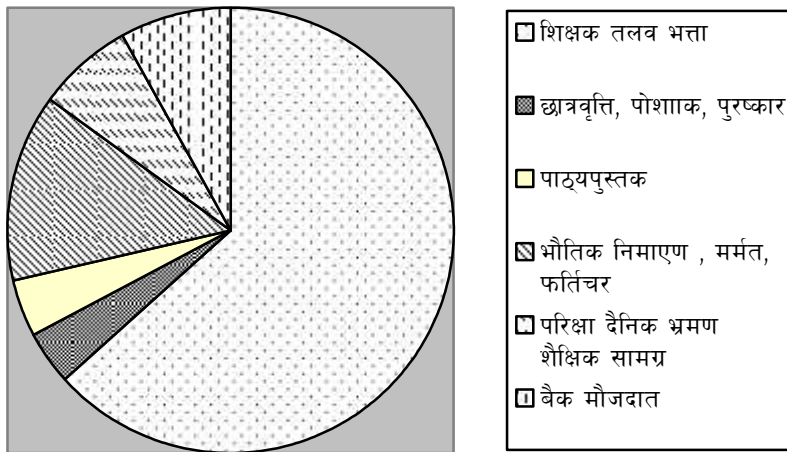 शिक्षक तलव भत्ता
छात्रवृत्ति, पोशााक, पुरष्कार
पाठ्यपुस्तक
भौतिक निमाएण , मर्मत,
फर्तिचर
परिक्षा दैनिक भ्रमण
शैक्षिक सामग्र
बैक मौजदात